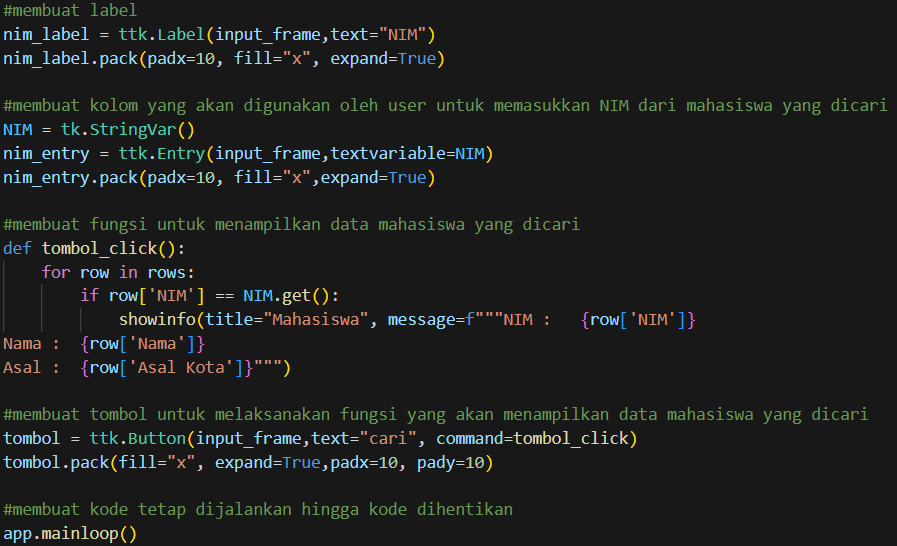 #membuat label
nim_label = ttk.Label(input_frame,text="NIM")
nim_label.pack(padx=10, fill="x", expand=True)
#membuat kolom yang akan digunakan oleh user untuk memasukkan NIM dari mahasiswa yang dicari
NIM = tk.StringVar()
nim_entry = ttk.Entry(input_frame,textvariable=NIM)
nim_entry.pack(padx=10, fill="x",expand=True)
#membuat fungsi untuk menampilkan data mahasiswa yang dicari
def tombol_click():
    for row in rows:
        if row['NIM'] == NIM.get():
            showinfo(title="Mahasiswa", message=f"""NIM :   {row['NIM']}
Nama :  {row['Nama']}
Asal :  {row['Asal Kota']}""")
#membuat tombol untuk melaksanakan fungsi yang akan menampilkan data mahasiswa yang dicari
tombol = ttk.Button(input_frame,text="cari", command=tombol_click)
tombol.pack(fill="x", expand=True,padx=10, pady=10)
#membuat kode tetap dijalankan hingga kode dihentikan
app.mainloop()